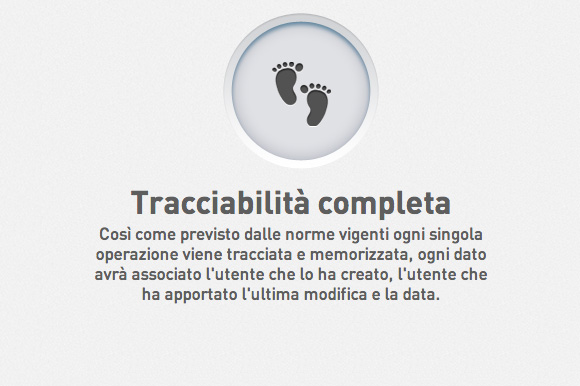 Tracciabilità completa
Così come previsto dalle norme vigenti ogni singola
operazione viene tracciata e memorizzata, ogni dato
avrà associato l'utente che lo ha creato, l'utente che
ha apportato l'ultima modifica e la data.